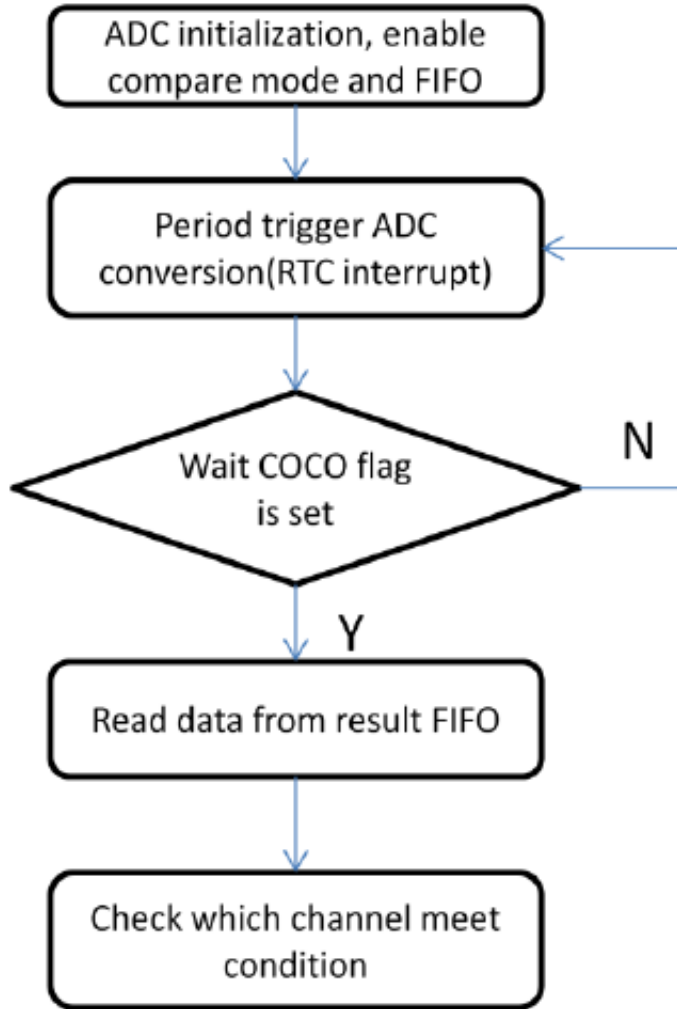 ADC initialization, enable
compare mode and FIFO
Period trigger ADC
conversion(RTC interrupt)
Wait COCO flag
is set
N
Y
Read data from result FIFO
Check which channel meet
condition